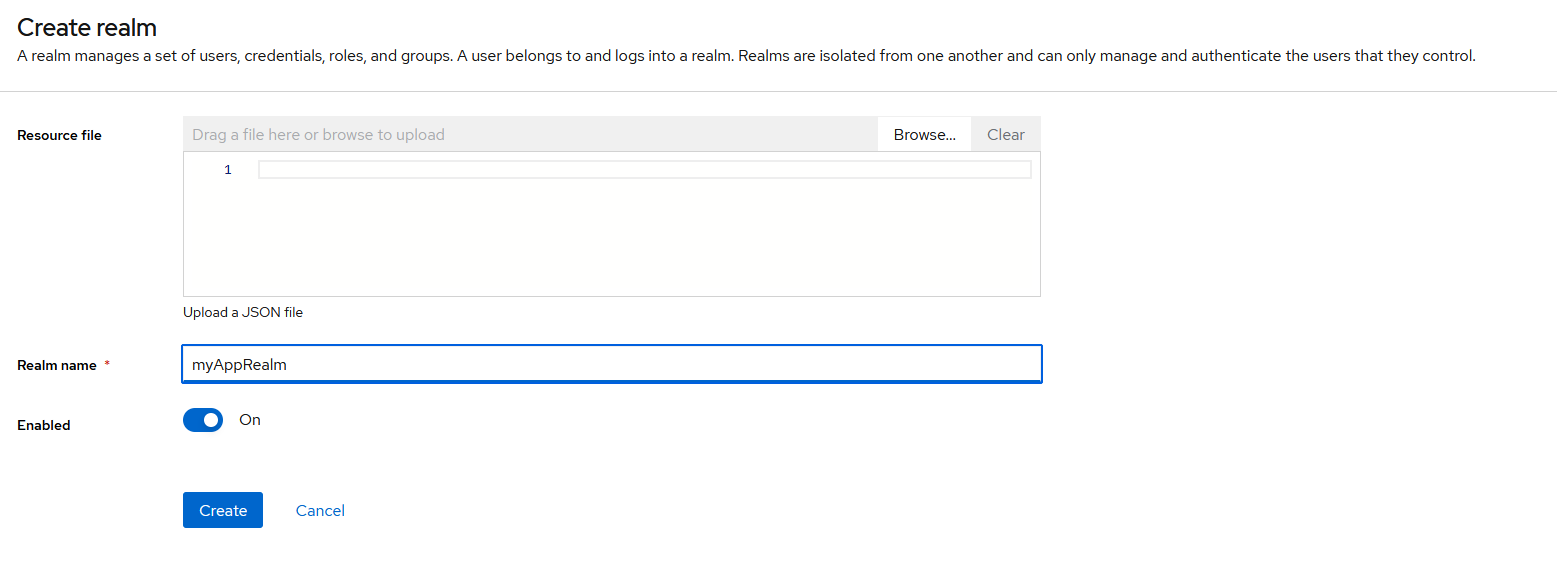 Create realm
A realm manages a set of users, credentials, roles, and groups. A user belongs to and logs into a realm. Realms are isolated from one another and can only manage and authenticate the users that they control.
Resource file
Drag a file here or browse to upload
Browse...
Clear
1
Upload a JSON file
Realm name *
myAppRealm
Enabled
On
Create
Cancel